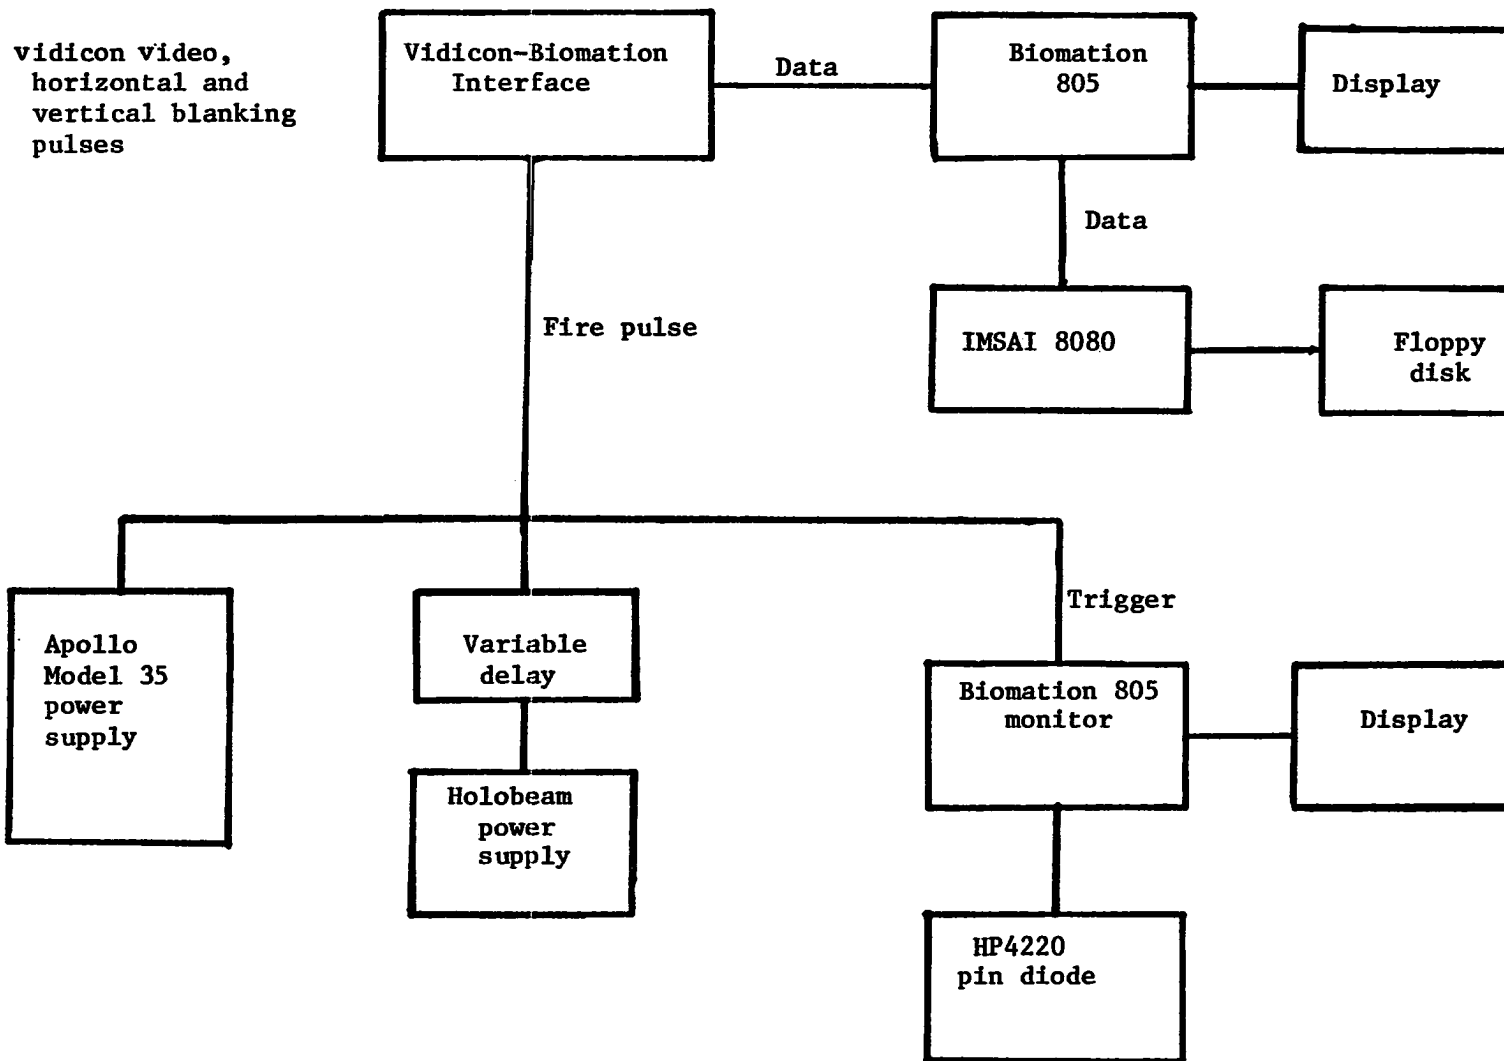 vidicon video,
horizontal and
vertical blanking
pulses
Vidicon-Biomation
Interface
Data
Biomation
805
Display
Data
Fire pulse
IMSAI 8080
Floppy
disk
Apollo
Model 35
power
supply
Variable
delay
Trigger
Biomation 805
monitor
Display
Holobeam
power
supply
HP4220
pin diode